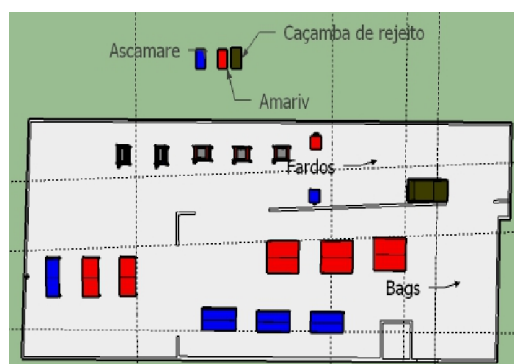 Ascamare
Caçamba de rejeito
Amariv
Fardos
Bags